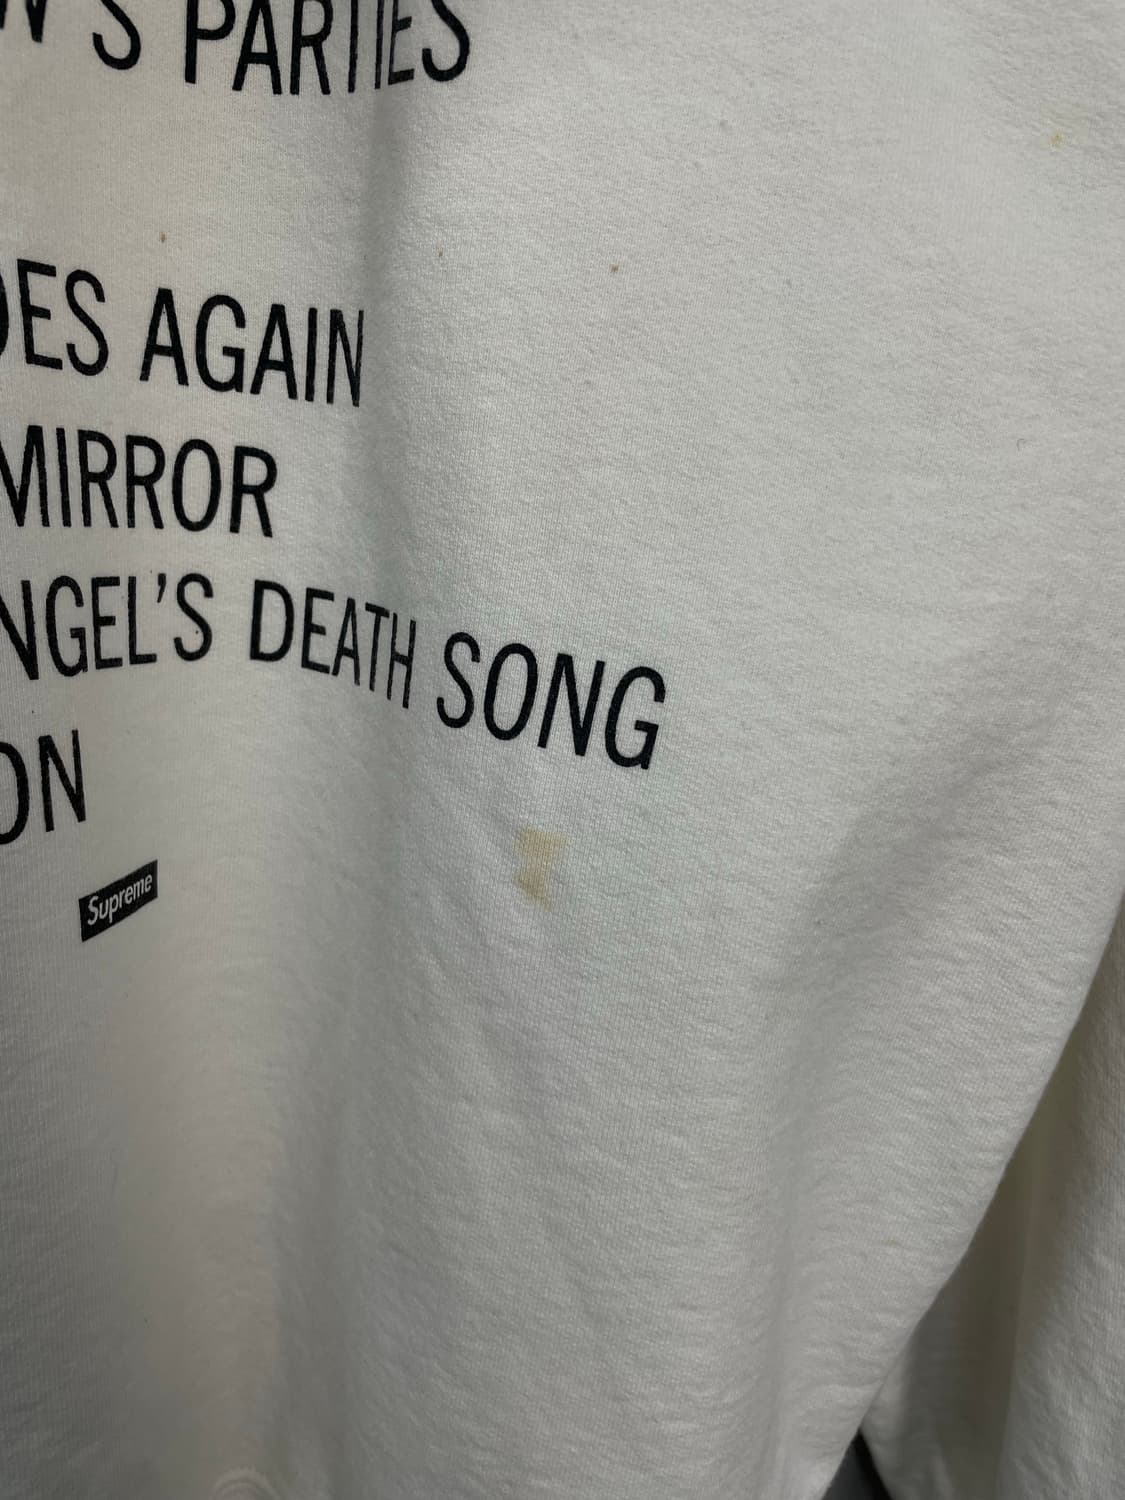 'S PARTIES
ES AGAIN
MIRROR
NGEL'S DEATH SONG
ON
Supreme